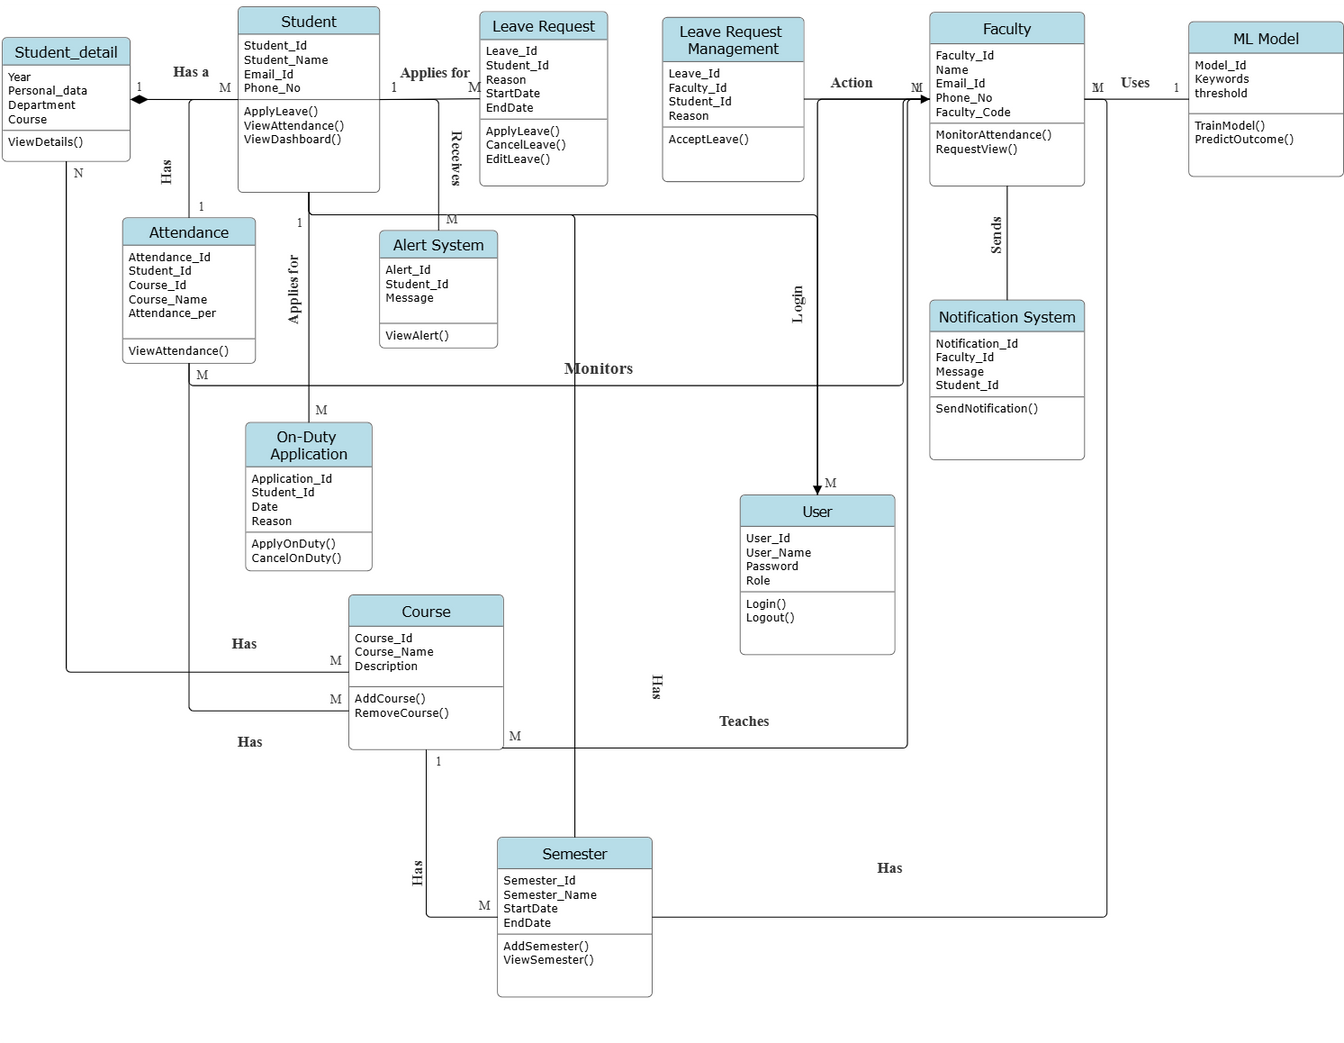 Student_detail
Year
Personal_data
Department
Course
ViewDetails()
1
Has a
M
N
Student
Student_Id
Student_Name
Email_Id
Phone_No
ApplyLeave()
ViewAttendance()
ViewDashboard()
1
Applies for
M
Leave Request
Leave_Id
Student_Id
Reason
StartDate
EndDate
ApplyLeave()
CancelLeave()
EditLeave()
Leave Request
Management
Leave_Id
Faculty_Id
Student_Id
Reason
AcceptLeave()
Action
M
Faculty
Faculty_Id
Name
Email_Id
Phone_No
Faculty_Code
MonitorAttendance()
RequestView()
M
Uses
1
ML Model
Model_Id
Keywords
threshold
TrainModel()
PredictOutcome()
Has
1
Receives
M
1
Applies for
M
Sends
Login
M
Attendance
Attendance_Id
Student_Id
Course_Id
Course_Name
Attendance_per
ViewAttendance()
M
Alert System
Alert_Id
Student_Id
Message
ViewAlert()
Monitors
Notification System
Notification_Id
Faculty_Id
Message
Student_Id
SendNotification()
On-Duty
Application
Application_Id
Student_Id
Date
Reason
ApplyOnDuty()
CancelOnDuty()
User
User_Id
User_Name
Password
Role
Login()
Logout()
Course
Course_Id
Course_Name
Description
AddCourse()
RemoveCourse()
Has
M
M
Has
Has
Teaches
M
1
Has
M
Has
Semester
Semester_Id
Semester_Name
StartDate
EndDate
AddSemester()
ViewSemester()